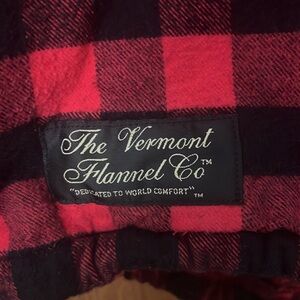 The Vermont
Flannel Co™
"DEDICATED TO WORLD COMFORT"™